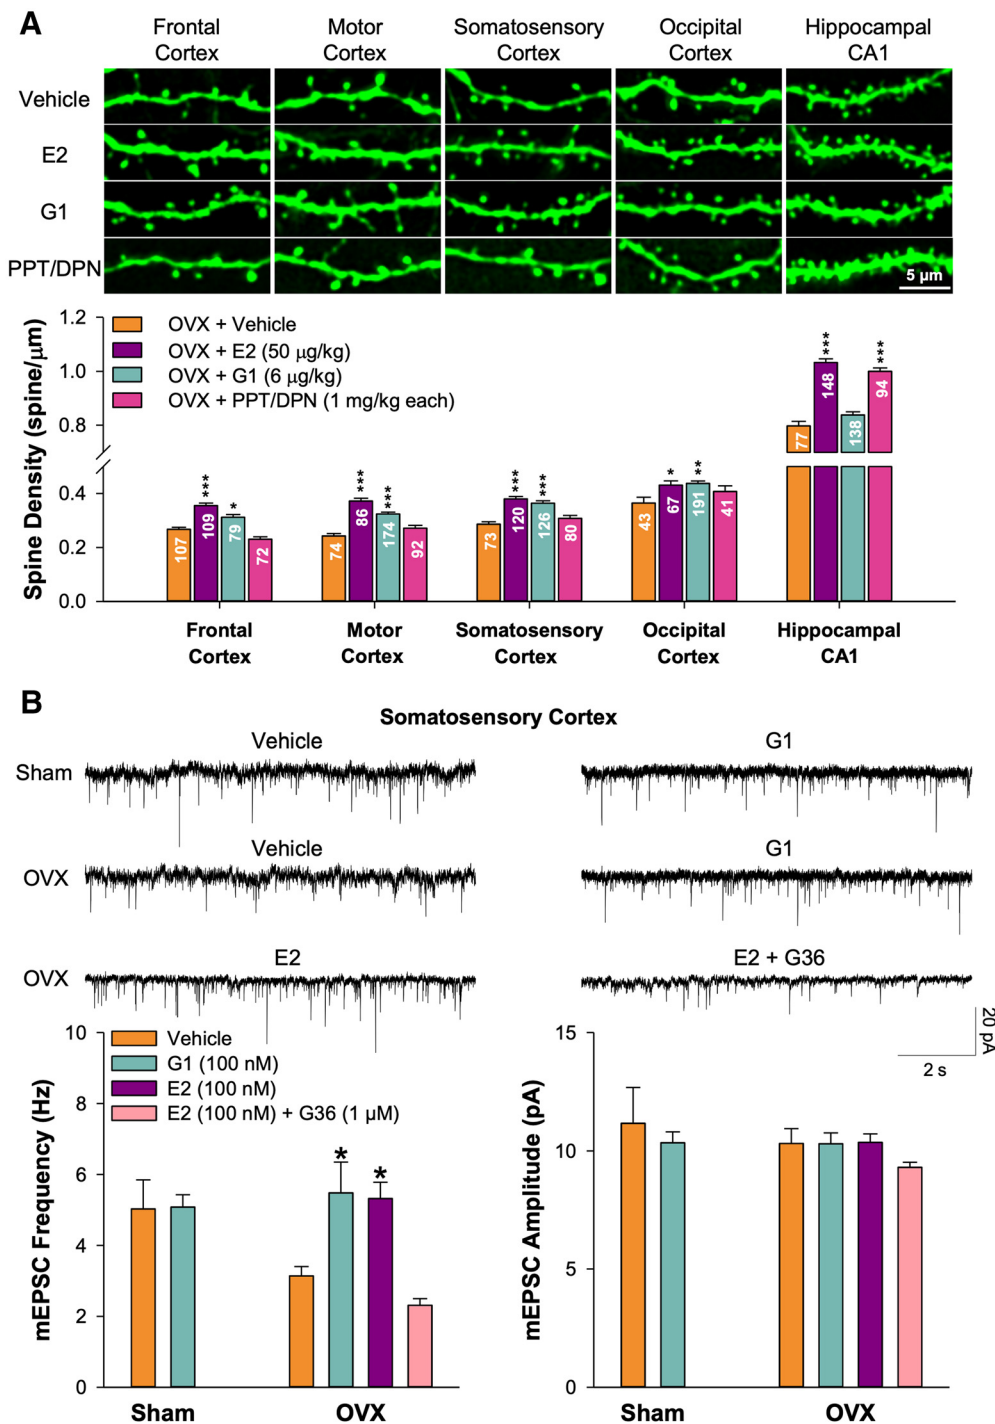 A
Frontal Cortex
Motor Cortex
Somatosensory Cortex
Occipital Cortex
Hippocampal CA1
Vehicle
E2
G1
PPT/DPN
5 µm
Spine Density (spine/µm)
1.2
1.0
0.8
0.4
0.2
0.0
OVX + Vehicle
OVX + E2 (50 µg/kg)
OVX + G1 (6 µg/kg)
OVX + PPT/DPN (1 mg/kg each)
107
*** 109
* 79
72
74
*** 86
*** 174
92
73
*** 120
*** 126
80
43
* 67
** 191
41
77
*** 148
138
*** 94
Frontal Cortex
Motor Cortex
Somatosensory Cortex
Occipital Cortex
Hippocampal CA1
B
Somatosensory Cortex
Vehicle
G1
Sham
Vehicle
G1
OVX
E2
E2 + G36
OVX
20 pA
2 s
mEPSC Frequency (Hz)
10
8
6
4
2
0
Vehicle
G1 (100 nM)
E2 (100 nM)
E2 (100 nM) + G36 (1 µM)
* *
Sham OVX
mEPSC Amplitude (pA)
15
10
5
0
Sham OVX